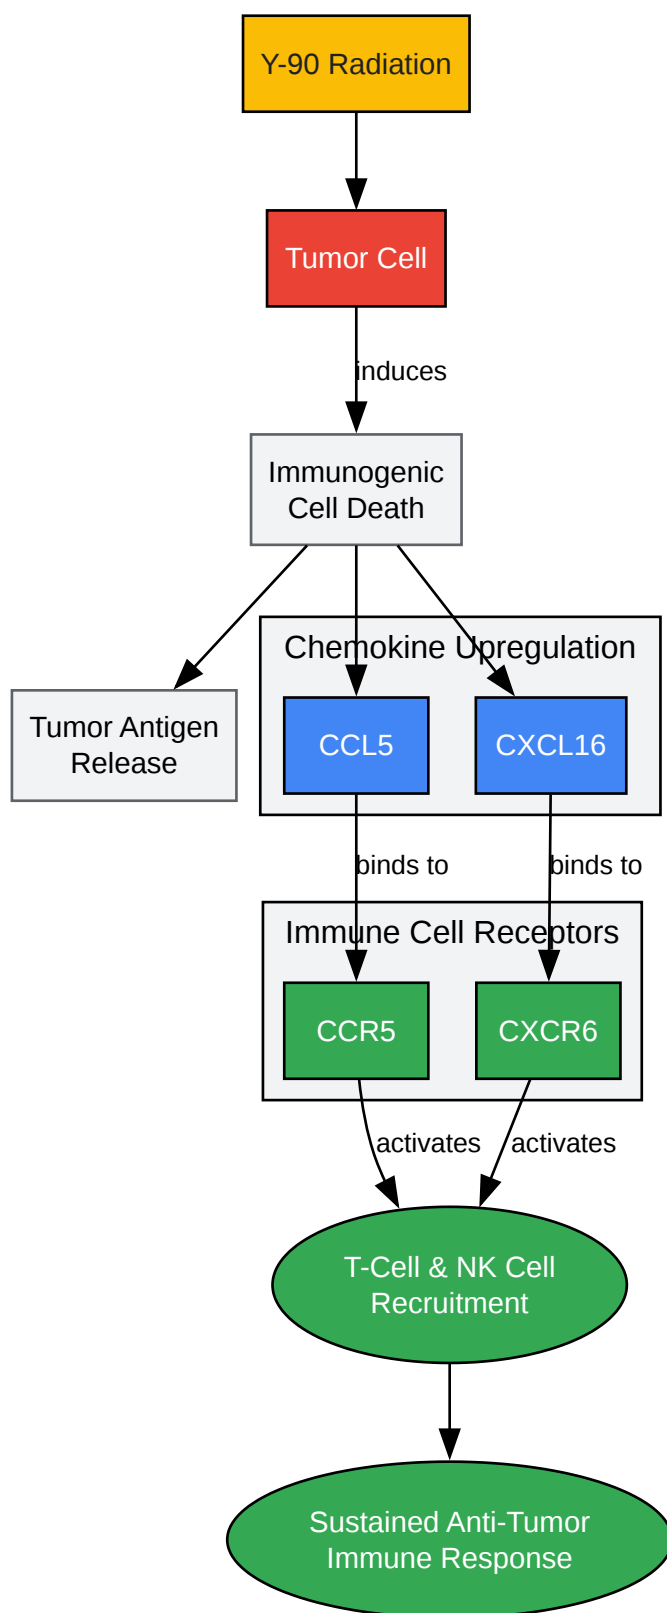 Y-90 Radiation
Tumor Cell
induces
Immunogenic
Cell Death
Chemokine Upregulation
Tumor Antigen
Release
CCL5
CXCL16
binds to
binds to
Immune Cell Receptors
CCR5
CXCR6
activates
activates
T-Cell & NK Cell
Recruitment
Sustained Anti-Tumor
Immune Response